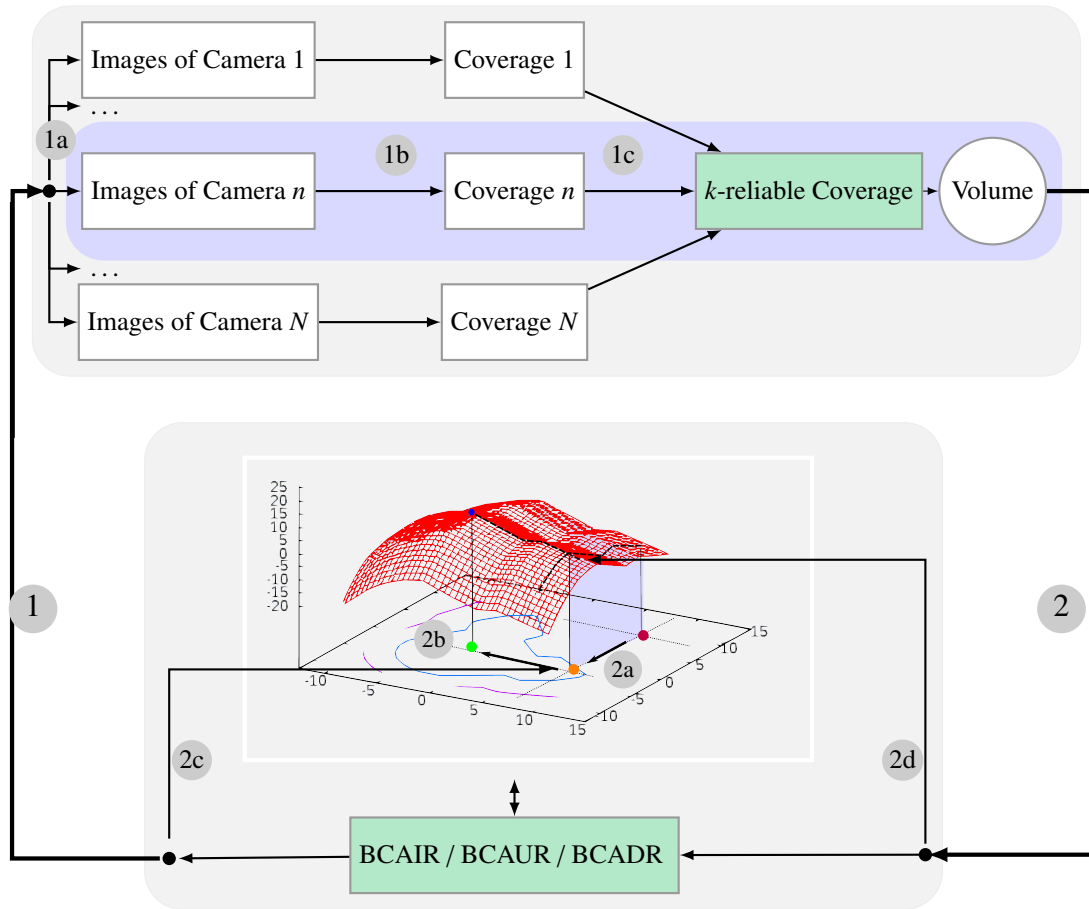 Images of Camera 1
Coverage 1
...
1a
1b
1c
Images of Camera n
Coverage n
k-reliable Coverage
Volume
...
Images of Camera N
Coverage N
25
20
15
10
5
0
-5
-10
-15
-20
1
2
2b
2a
-10
-5
0
5
10
15
-10
-5
0
5
10
15
2c
2d
BCAIR / BCAUR / BCADR